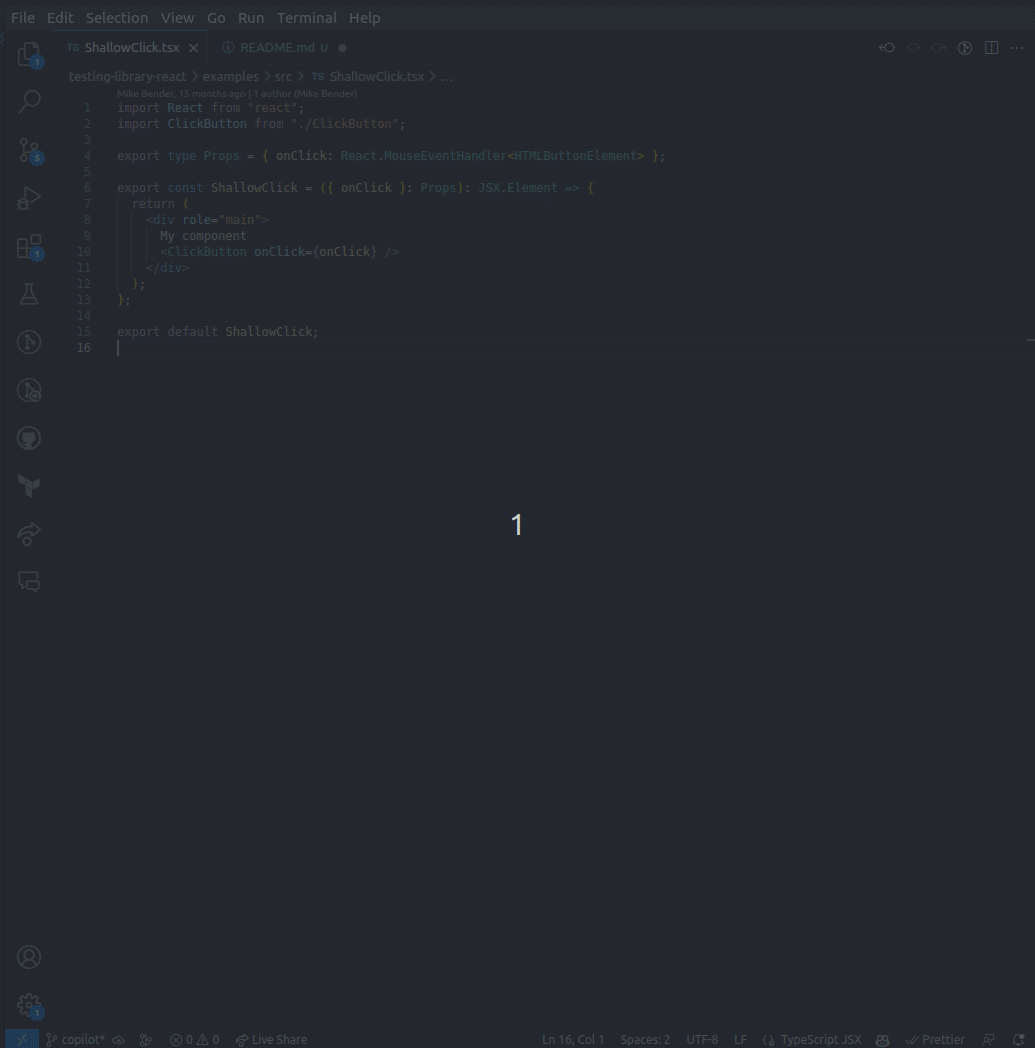 File Edit Selection View Go Run Terminal Help
TS ShallowClick.tsx README.md U
testing-library-react > examples > src > TS ShallowClick.tsx > ...
Mike Bender, 15 months ago | 1 author (Mike Bender)
1 import React from "react";
2 import ClickButton from "./ClickButton";
3
4 export type Props = { onClick: React.MouseEventHandler<HTMLButtonElement> };
5
6 export const ShallowClick = ({ onClick }: Props): JSX.Element => {
7 return (
8 <div role="main">
9 My component
10 <ClickButton onClick={onClick} />
11 </div>
12 );
13 };
14
15 export default ShallowClick;
16
1
5
1
1
1
copilot* 0 0 Live Share Ln 16, Col 1 Spaces: 2 UTF-8 LF {} TypeScript JSX Prettier